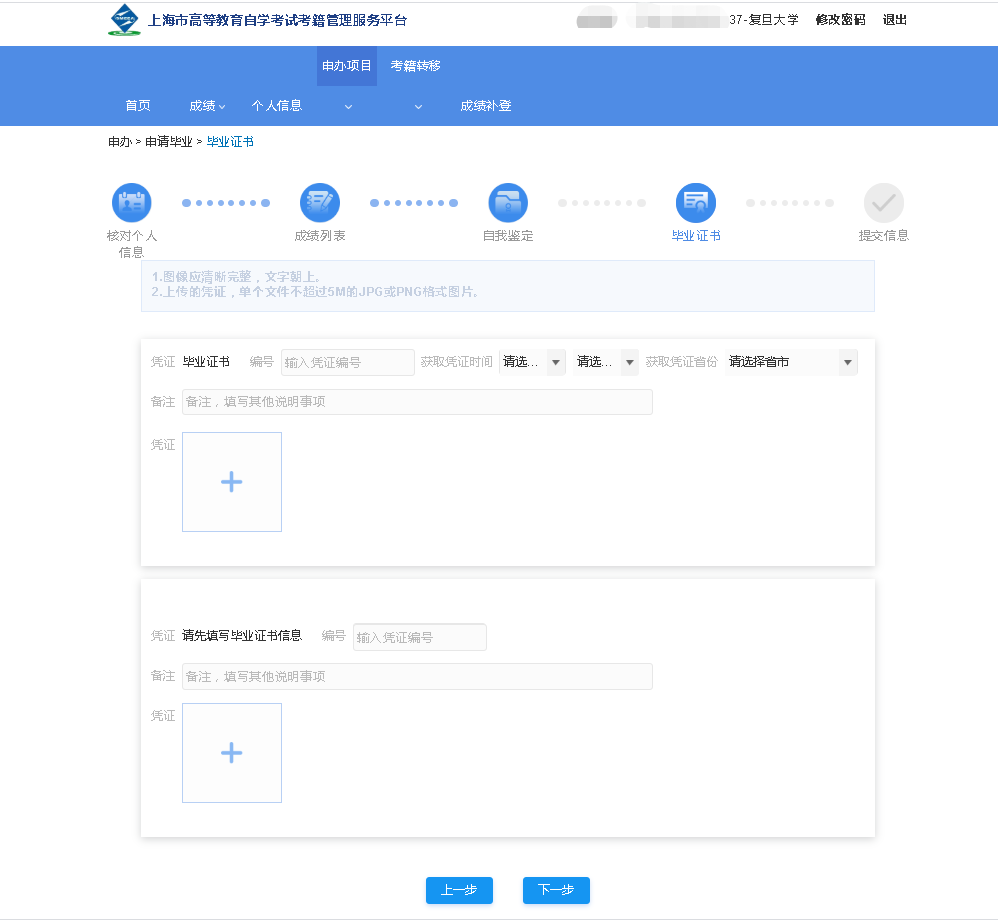 上海市高等教育自学考试考籍管理服务平台
37-复旦大学 修改密码 退出
申办项目 考籍转移
首页 成绩 个人信息 成绩补登
申办 > 申请毕业 > 毕业证书
核对个人信息 成绩列表 自我鉴定 毕业证书 提交信息
1.图像应清晰完整，文字朝上。
2.上传的凭证，单个文件不超过5M的JPG或PNG格式图片。
凭证 毕业证书 编号 输入凭证编号 获取凭证时间 请选... 请选... 获取凭证省份 请选择省市
备注 备注，填写其他说明事项
凭证
凭证 请先填写毕业证书信息 编号 输入凭证编号
备注 备注，填写其他说明事项
凭证
上一步 下一步